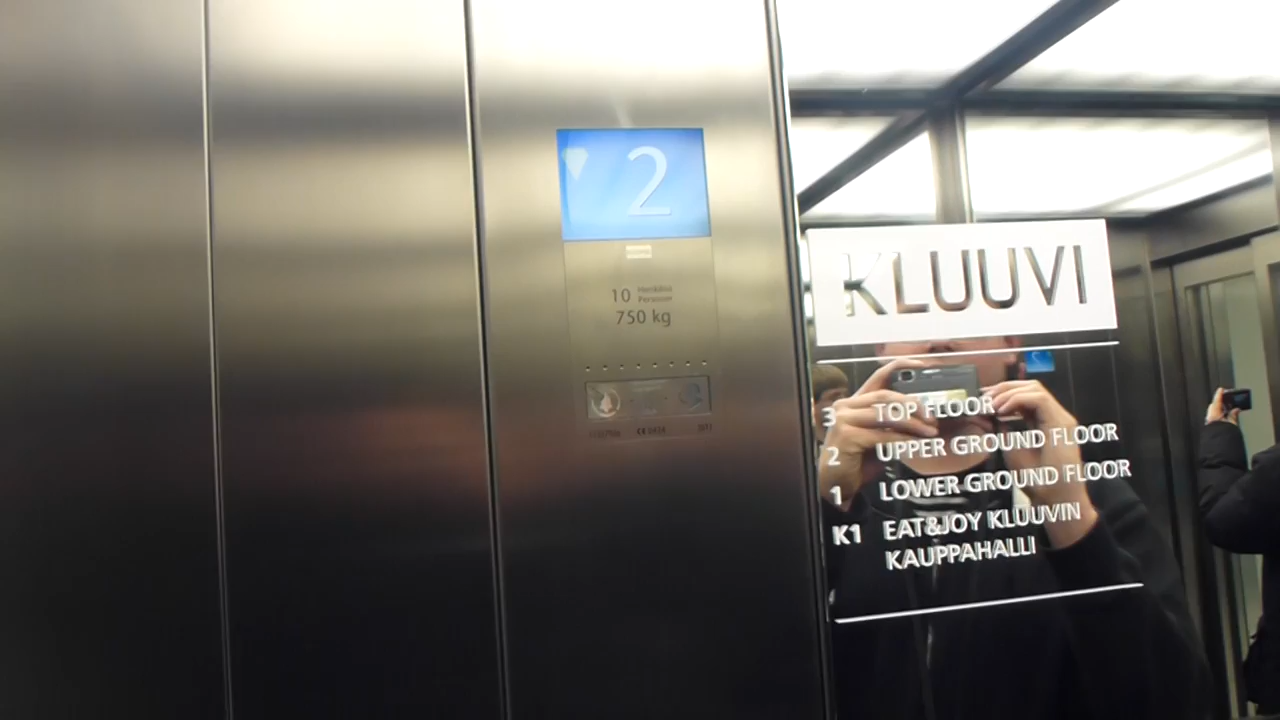 2
10 Henkilöä
Personer
750 kg
KLUUVI
3 TOP FLOOR
2 UPPER GROUND FLOOR
1 LOWER GROUND FLOOR
K1 EAT&JOY KLUUVIN
KAUPPAHALLI